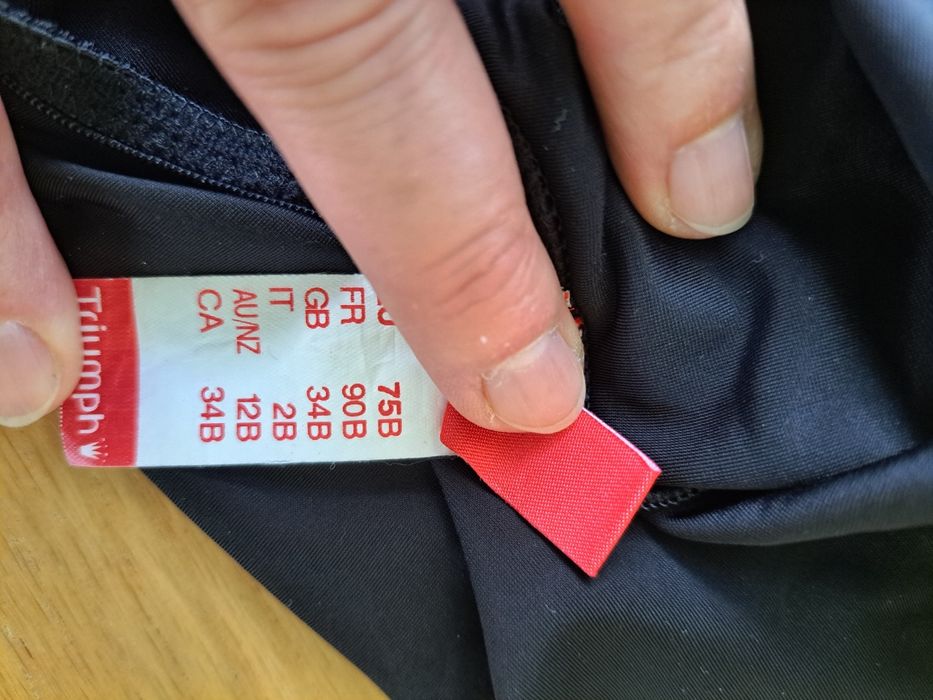 75B
FR 90B
GB 34B
IT 2B
AU/NZ 12B
CA 34B
Triumph